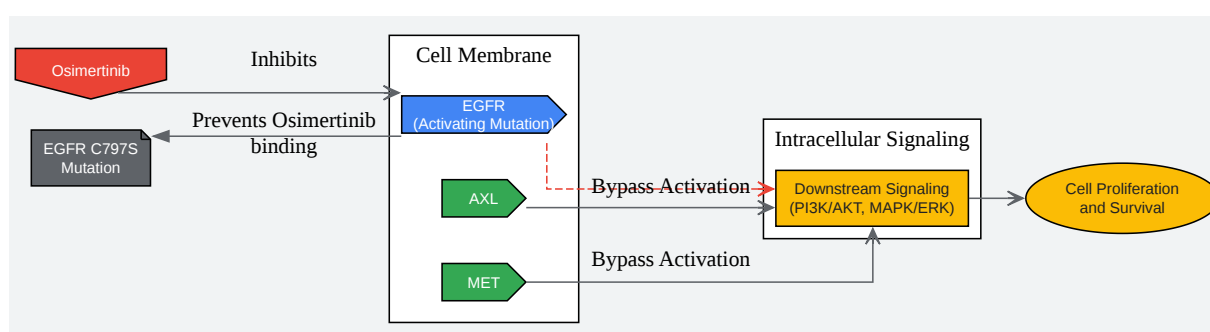 Osimertinib
Inhibits
Cell Membrane
EGFR
(Activating Mutation)
Prevents Osimertinib
binding
EGFR C797S
Mutation
Intracellular Signaling
AXL
Bypass Activation
Downstream Signaling
(PI3K/AKT, MAPK/ERK)
Cell Proliferation
and Survival
MET
Bypass Activation